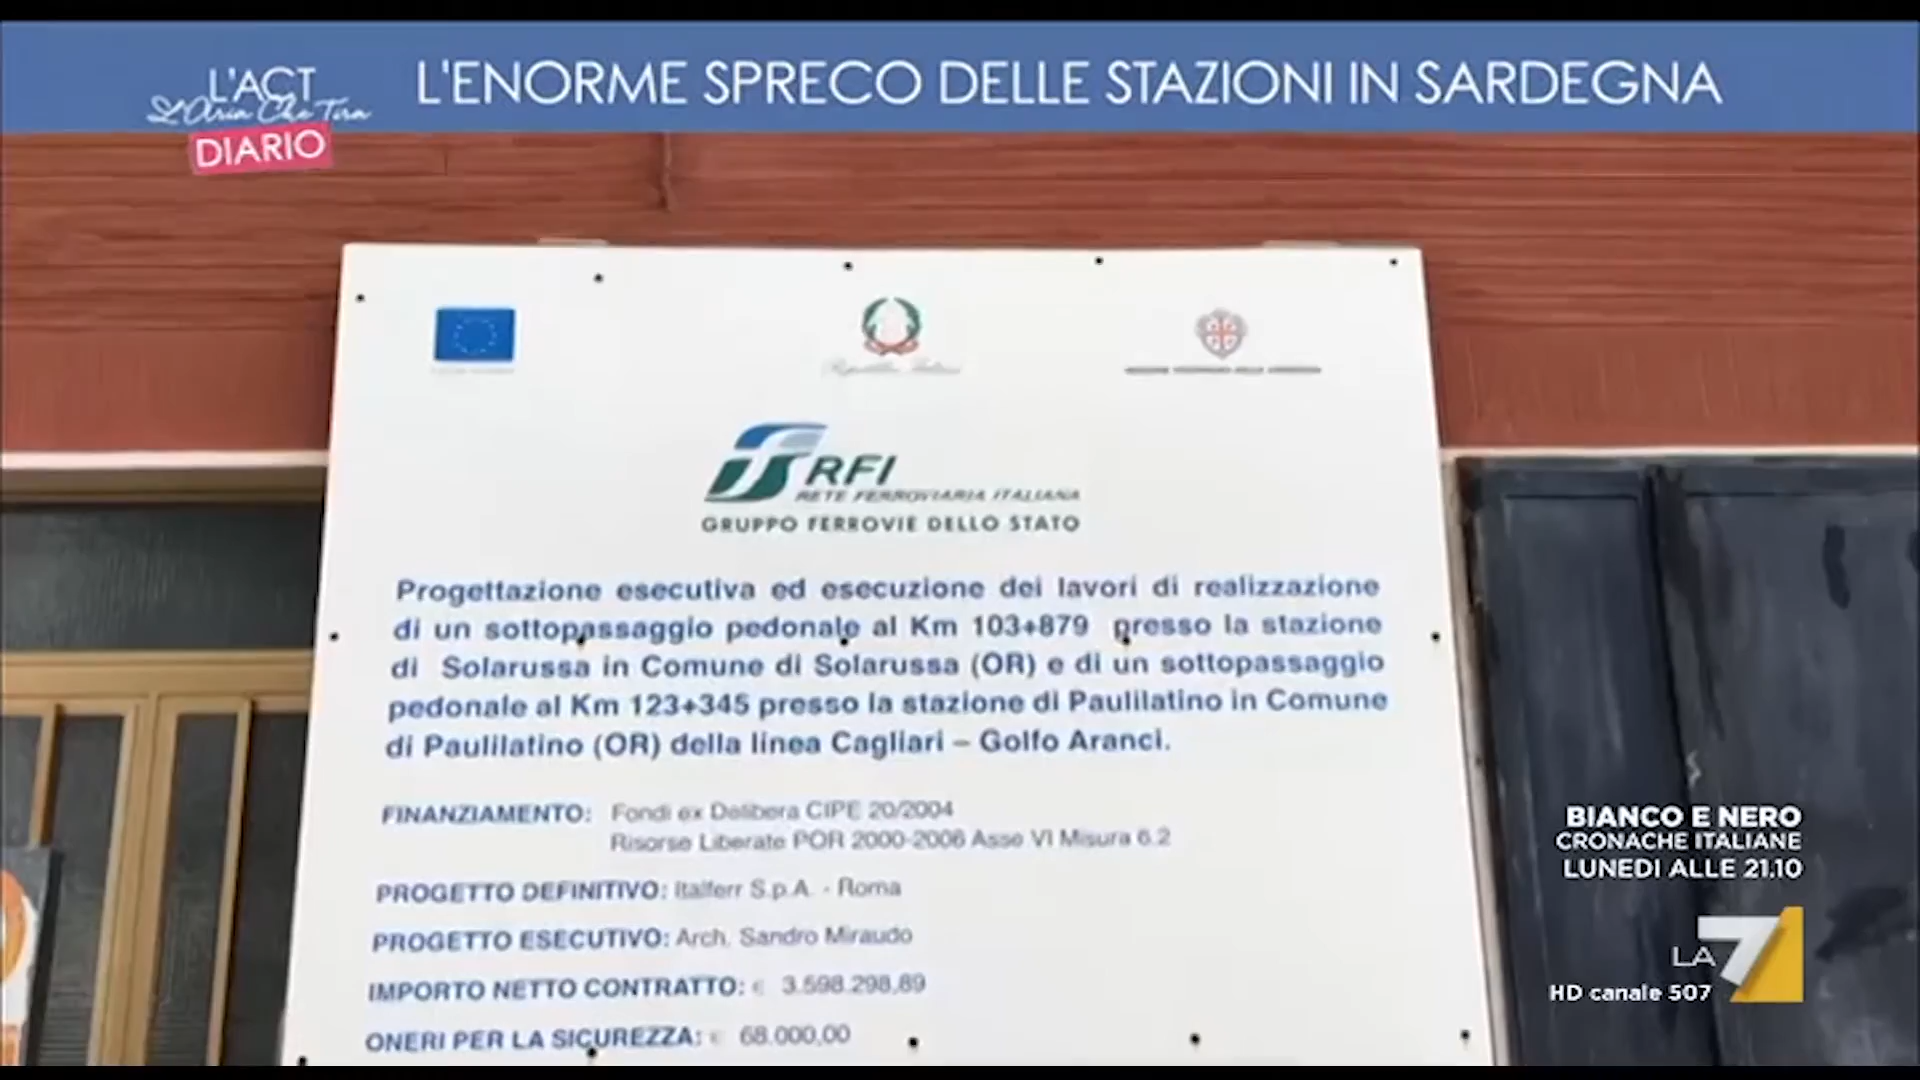 L'ACT
L'Aria Che Tira
DIARIO
L'ENORME SPRECO DELLE STAZIONI IN SARDEGNA
Repubblica Italiana
RFI
RETE FERROVIARIA ITALIANA
GRUPPO FERROVIE DELLO STATO
Progettazione esecutiva ed esecuzione dei lavori di realizzazione
di un sottopassaggio pedonale al Km 103+879 presso la stazione
di Solarussa in Comune di Solarussa (OR) e di un sottopassaggio
pedonale al Km 123+345 presso la stazione di Paulilatino in Comune
di Paulilatino (OR) della linea Cagliari – Golfo Aranci.
FINANZIAMENTO: Fondi ex Delibera CIPE 20/2004
Risorse Liberate POR 2000-2006 Asse VI Misura 6.2
PROGETTO DEFINITIVO: Italferr S.p.A. - Roma
PROGETTO ESECUTIVO: Arch. Sandro Miraudo
IMPORTO NETTO CONTRATTO: € 3.598.298,89
ONERI PER LA SICUREZZA: € 68.000,00
BIANCO E NERO
CRONACHE ITALIANE
LUNEDI ALLE 21.10
LA7
HD canale 507